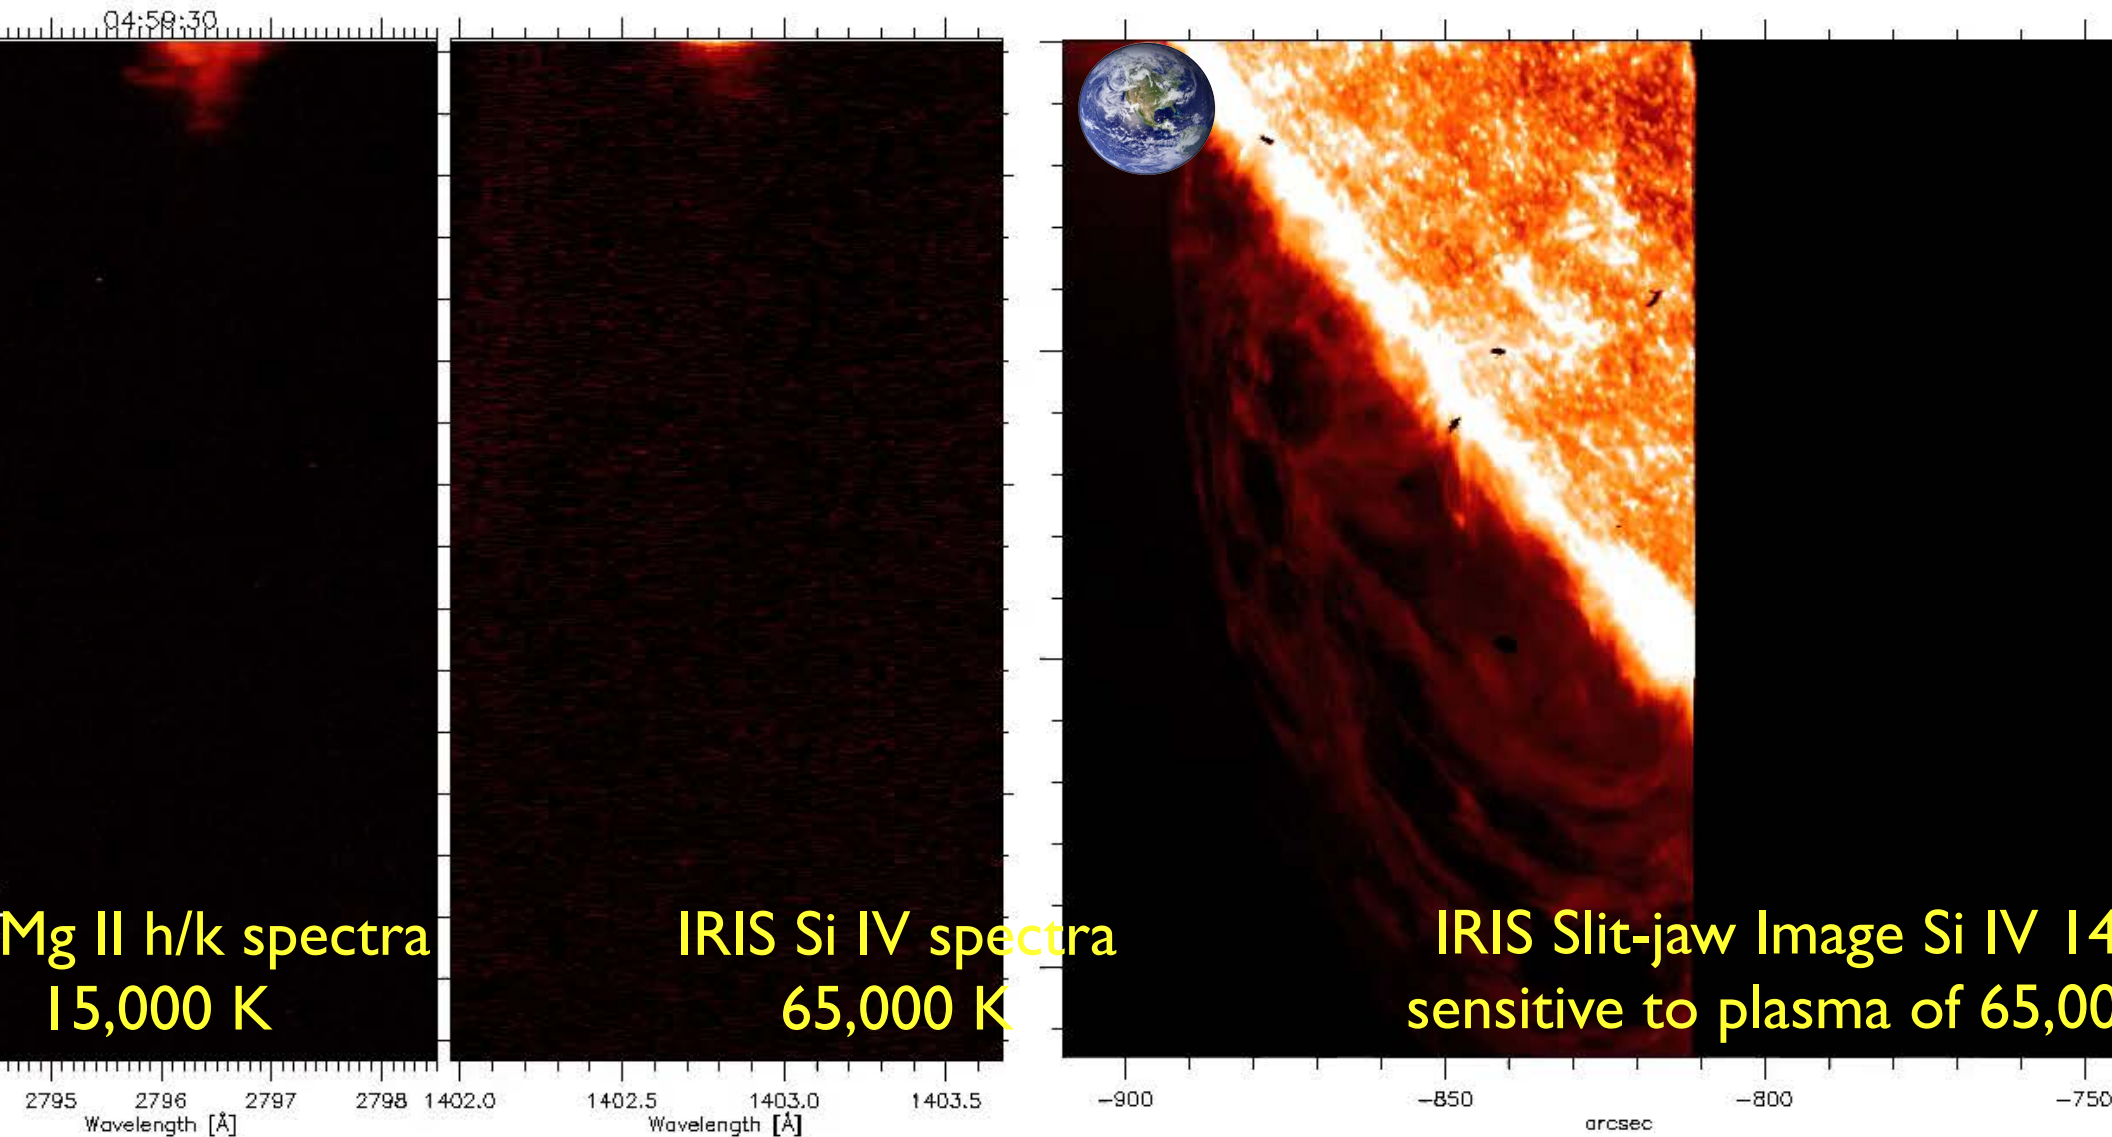 04:59:30
Mg II h/k spectra
15,000 K
IRIS Si IV spectra
65,000 K
IRIS Slit-jaw Image Si IV 14
sensitive to plasma of 65,00
2795 2796 2797 2798
Wavelength [Å]
1402.0 1402.5 1403.0 1403.5
Wavelength [Å]
-900 -850 -800 -750
arcsec